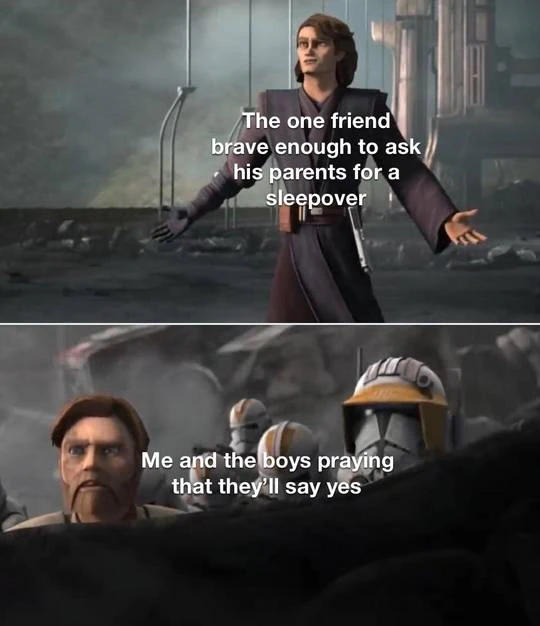 The one friend
brave enough to ask
his parents for a
sleepover
Me and the boys praying
that they'll say yes